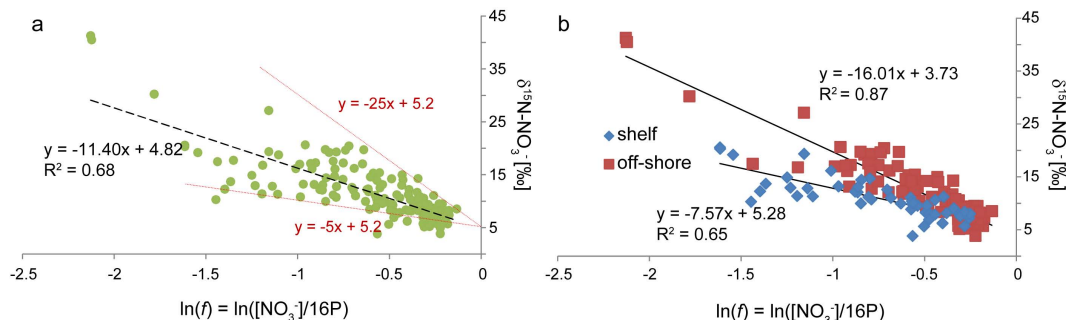 a
45
35
25
15
5
δ¹⁵N-NO₃⁻ [‰]
y = -25x + 5.2
y = -11.40x + 4.82
R² = 0.68
y = -5x + 5.2
-2.5 -2 -1.5 -1 -0.5 0
ln(f) = ln([NO₃⁻]/16P)
b
45
35
25
15
5
δ¹⁵N-NO₃⁻ [‰]
y = -16.01x + 3.73
R² = 0.87
shelf
off-shore
y = -7.57x + 5.28
R² = 0.65
-2.5 -2 -1.5 -1 -0.5 0
ln(f) = ln([NO₃⁻]/16P)